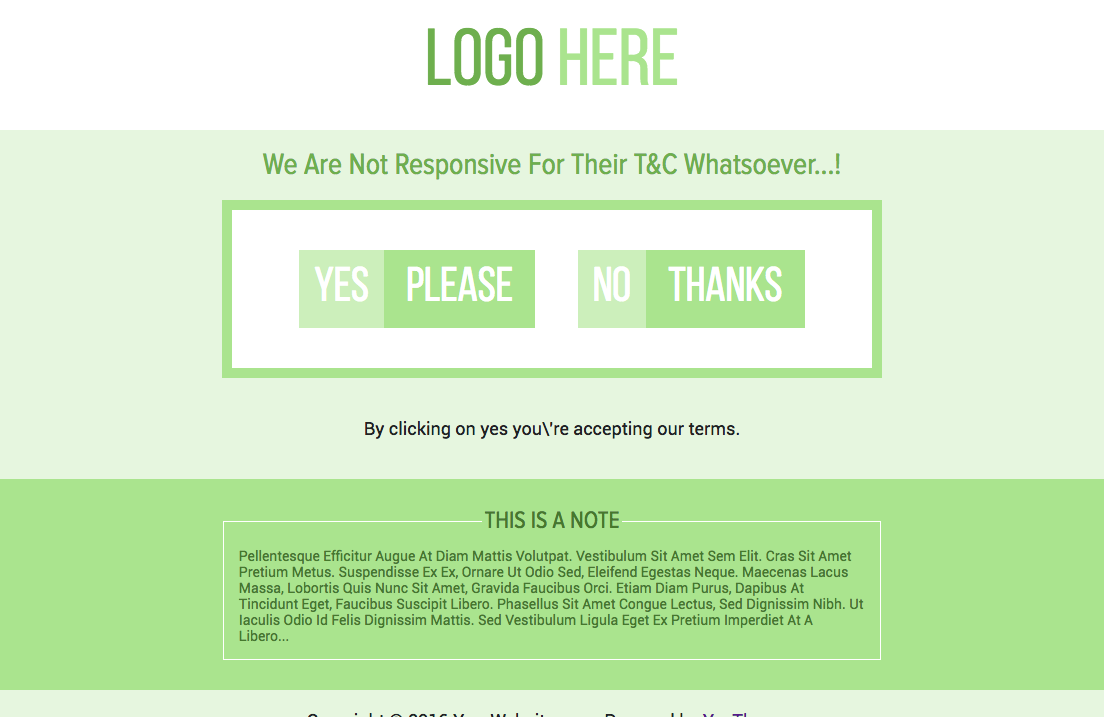 LOGO HERE
We Are Not Responsive For Their T&C Whatsoever...!
YES PLEASE NO THANKS
By clicking on yes you\'re accepting our terms.
THIS IS A NOTE
Pellentesque Efficitur Augue At Diam Mattis Volutpat. Vestibulum Sit Amet Sem Elit. Cras Sit Amet
Pretium Metus. Suspendisse Ex Ex, Ornare Ut Odio Sed, Eleifend Egestas Neque. Maecenas Lacus
Massa, Lobortis Quis Nunc Sit Amet, Gravida Faucibus Orci. Etiam Diam Purus, Dapibus At
Tincidunt Eget, Faucibus Suscipit Libero. Phasellus Sit Amet Congue Lectus, Sed Dignissim Nibh. Ut
Iaculis Odio Id Felis Dignissim Mattis. Sed Vestibulum Ligula Eget Ex Pretium Imperdiet At A
Libero...